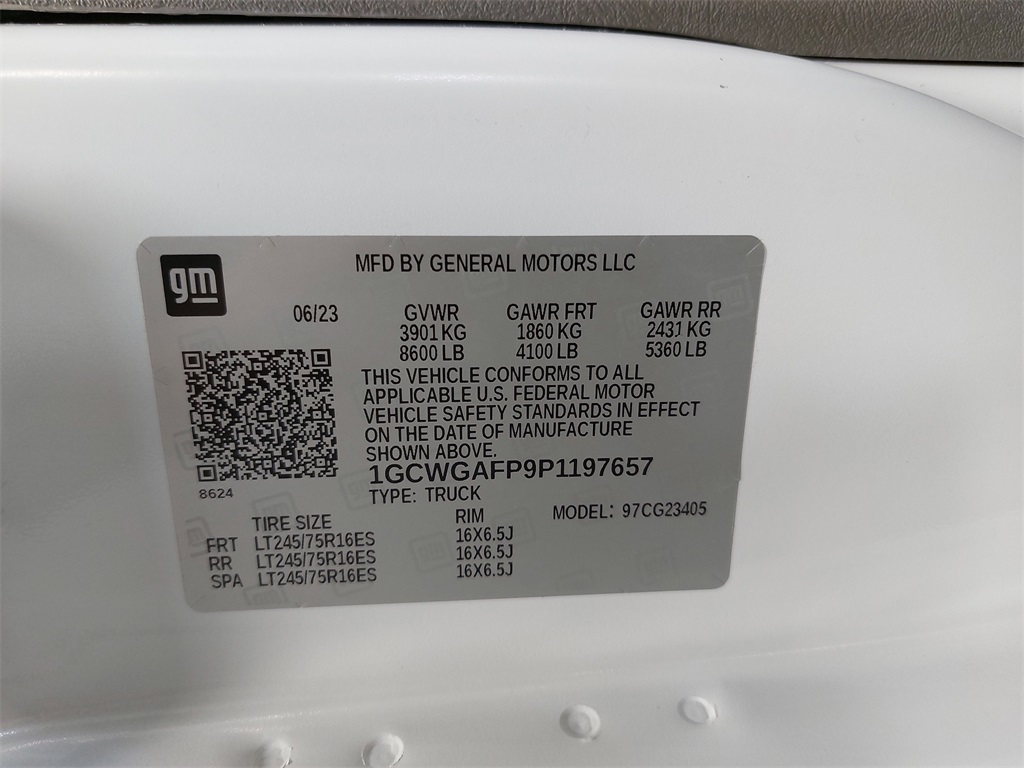 gm
MFD BY GENERAL MOTORS LLC
06/23 GVWR GAWR FRT GAWR RR
3901 KG 1860 KG 2431 KG
8600 LB 4100 LB 5360 LB
THIS VEHICLE CONFORMS TO ALL
APPLICABLE U.S. FEDERAL MOTOR
VEHICLE SAFETY STANDARDS IN EFFECT
ON THE DATE OF MANUFACTURE
SHOWN ABOVE.
1GCWGAFP9P1197657
8624
TYPE: TRUCK
TIRE SIZE RIM MODEL: 97CG23405
FRT LT245/75R16ES 16X6.5J
RR LT245/75R16ES 16X6.5J
SPA LT245/75R16ES 16X6.5J